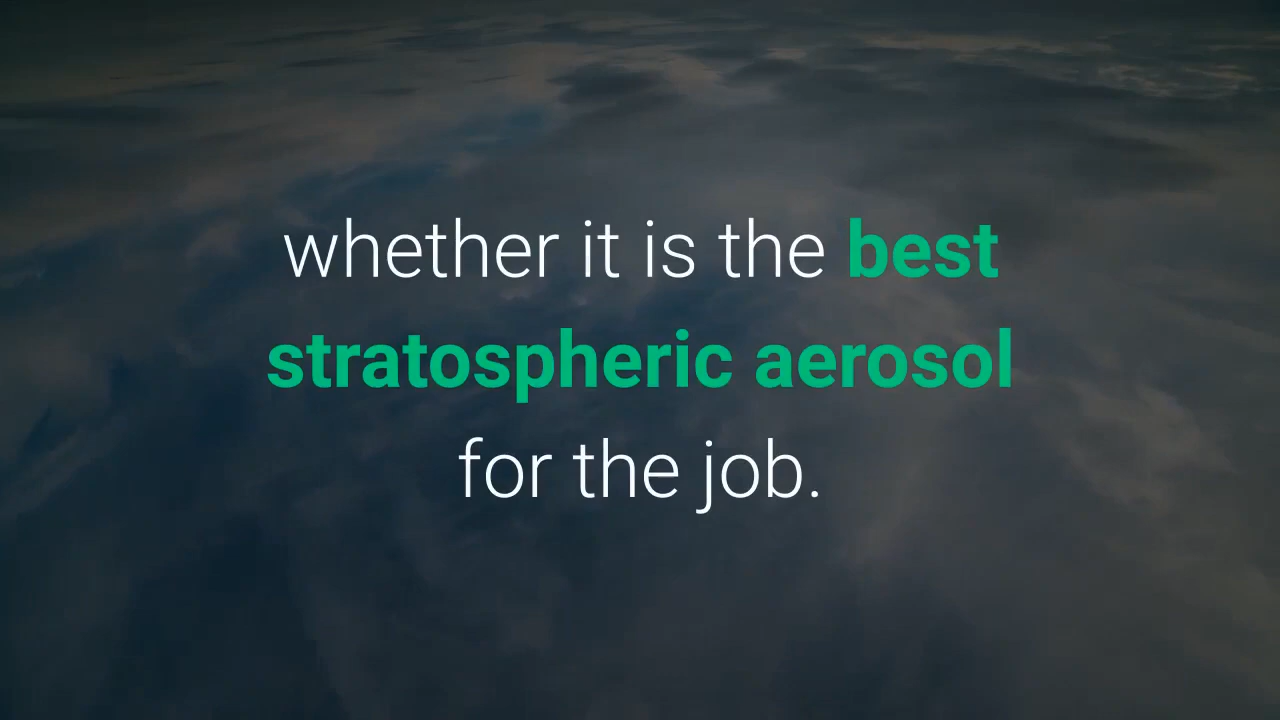 whether it is the best
stratospheric aerosol
for the job.